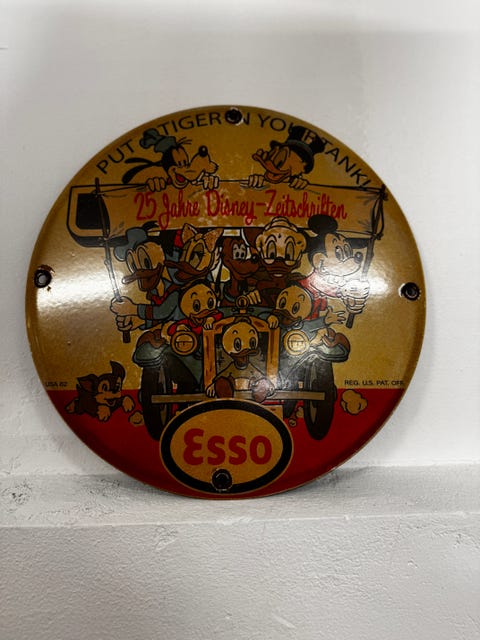 PUT A TIGER IN YOUR TANK!
25 Jahre Disney-Zeitschriften
USA 62
REG. U.S. PAT. OFF.
Esso